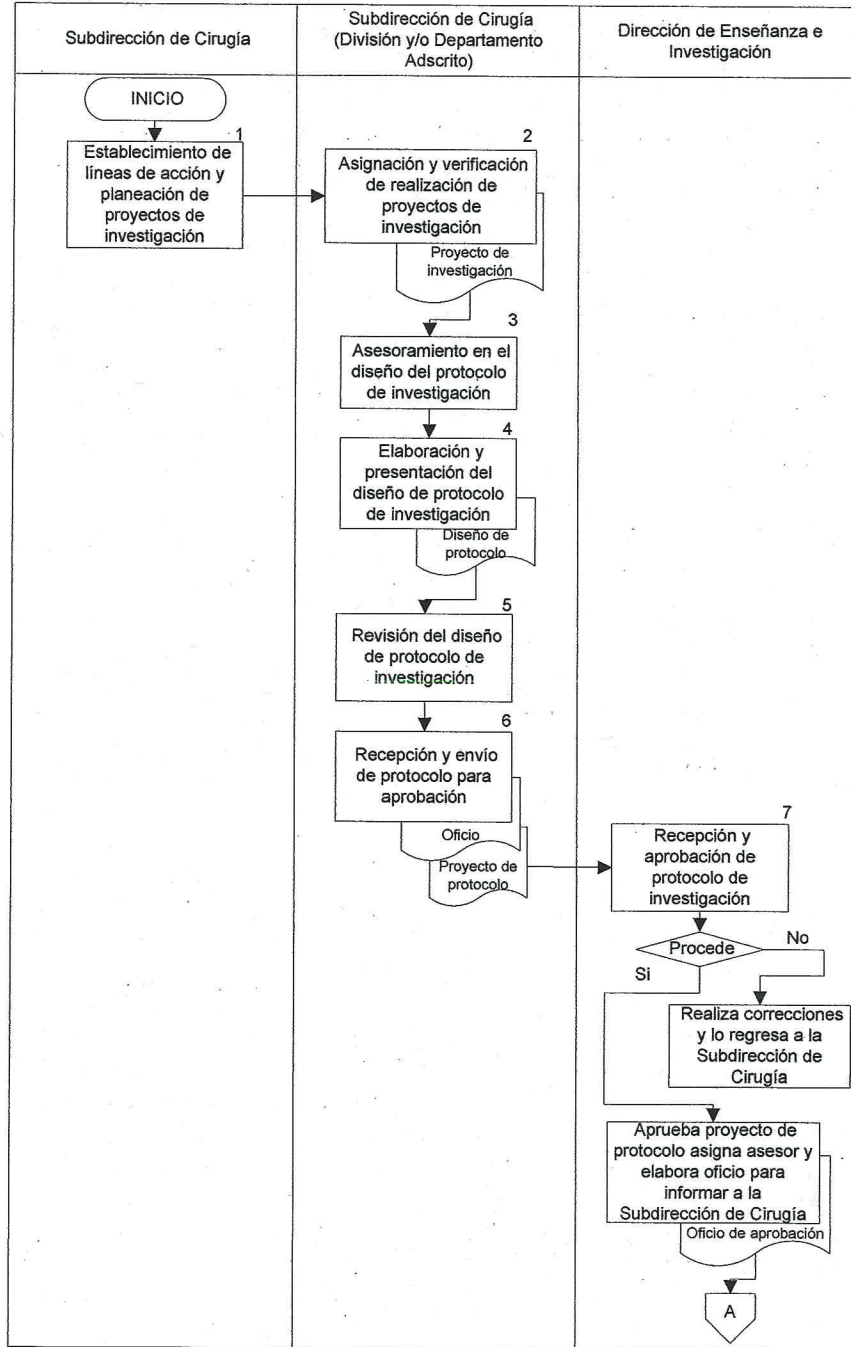 Subdirección de Cirugía
Subdirección de Cirugía
(División y/o Departamento
Adscrito)
Dirección de Enseñanza e
Investigación
INICIO
1
Establecimiento de
líneas de acción y
planeación de
proyectos de
investigación
2
Asignación y verificación
de realización de
proyectos de
investigación
Proyecto de
investigación
3
Asesoramiento en el
diseño del protocolo
de investigación
4
Elaboración y
presentación del
diseño de protocolo
de investigación
Diseño de
protocolo
5
Revisión del diseño
de protocolo de
investigación
6
Recepción y envío
de protocolo para
aprobación
Oficio
Proyecto de
protocolo
7
Recepción y
aprobación de
protocolo de
investigación
Procede
No
Si
Realiza correcciones
y lo regresa a la
Subdirección de
Cirugía
Aprueba proyecto de
protocolo asigna asesor y
elabora oficio para
informar a la
Subdirección de Cirugía
Oficio de aprobación
A